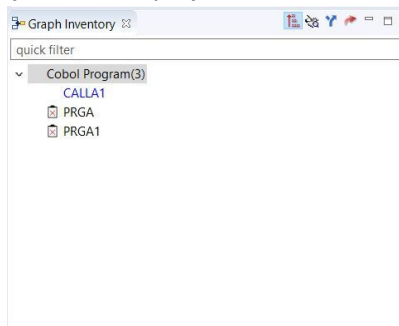 Graph Inventory
quick filter
Cobol Program(3)
CALLA1
PRGA
PRGA1